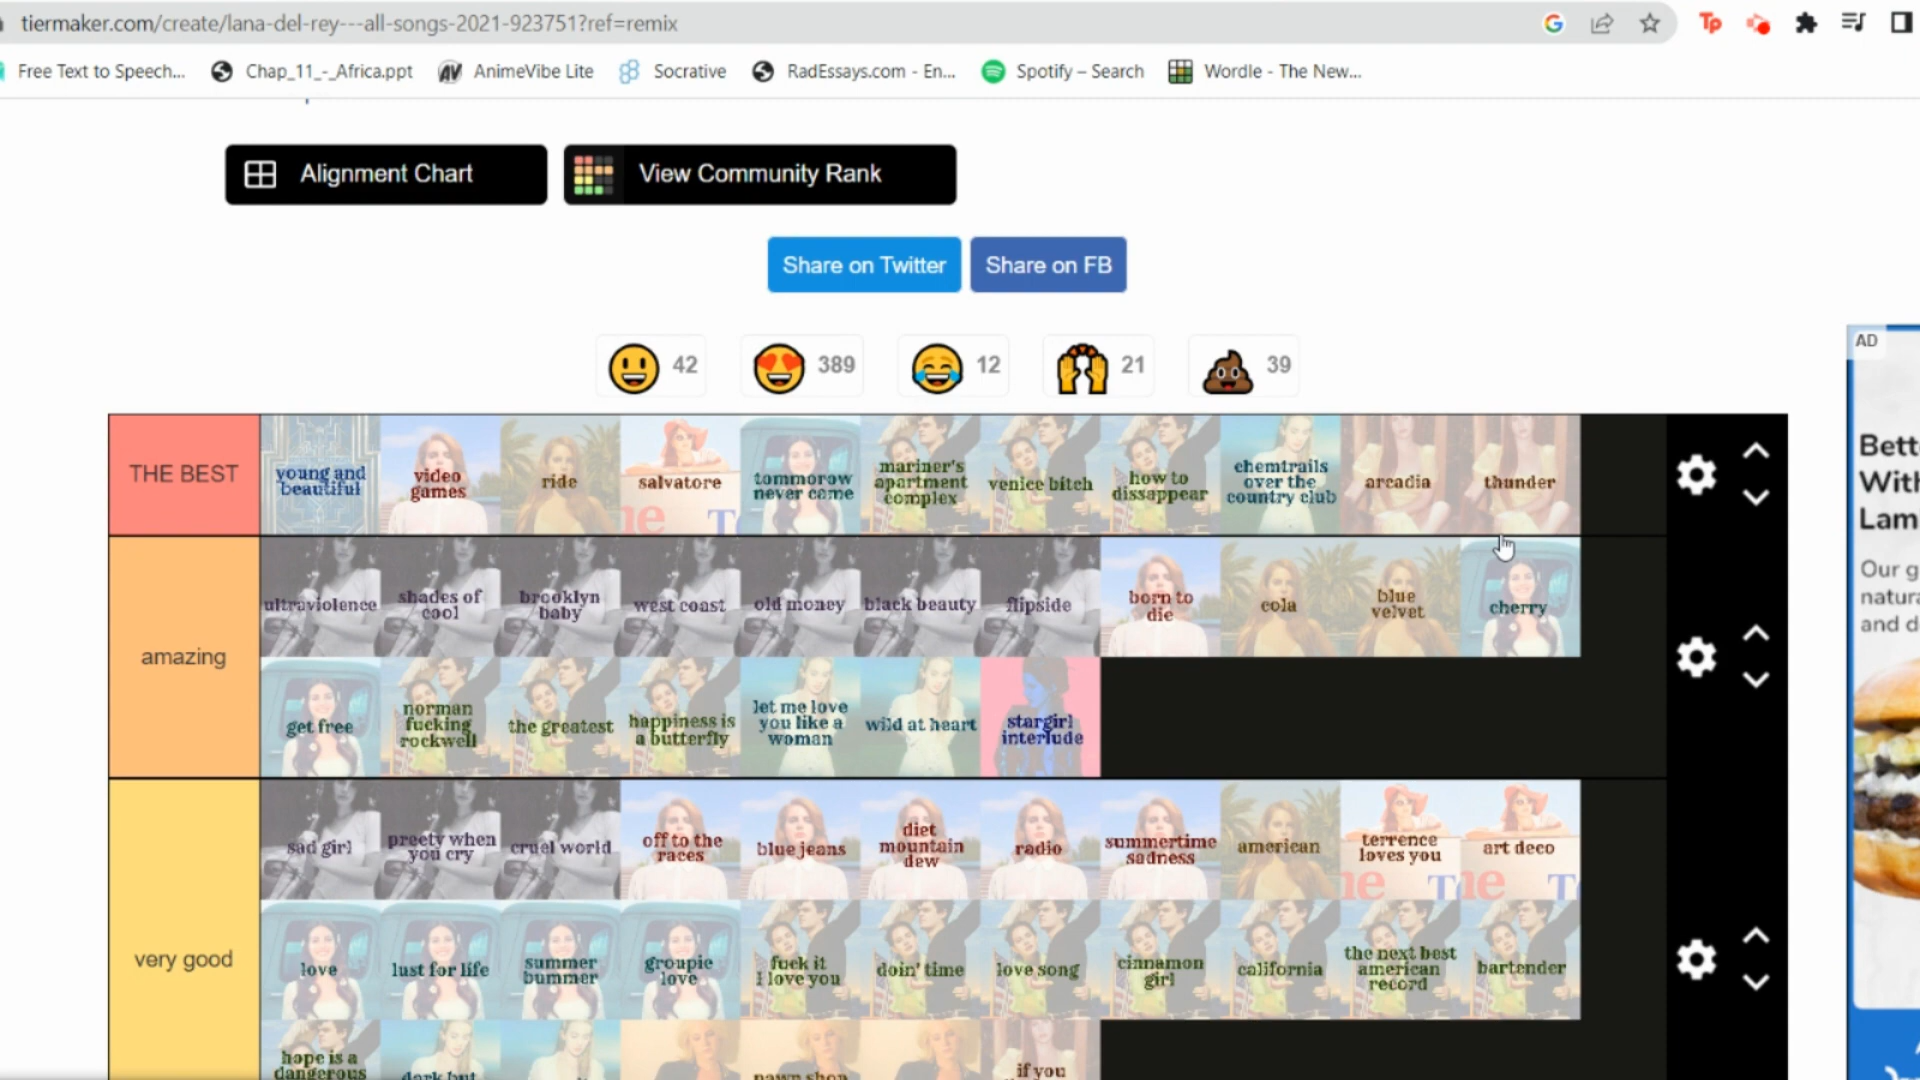 tiermaker.com/create/lana-del-rey---all-songs-2021-923751?ref=remix
Free Text to Speech... Chap_11_-_Africa.ppt AnimeVibe Lite Socrative RadEssays.com - En... Spotify – Search Wordle - The New...
Alignment Chart
View Community Rank
Share on Twitter
Share on FB
42
389
12
21
39
AD
Bett
With
Lam
Our g
natura
and d
THE BEST
young and
beautiful
video
games
ride
salvatore
tommorow
never came
mariner's
apartment
complex
venice bitch
how to
dissappear
chemtrails
over the
country club
arcadia
thunder
amazing
ultraviolence
shades of
cool
brooklyn
baby
west coast
old money
black beauty
flipside
born to
die
cola
blue
velvet
cherry
get free
norman
fucking
rockwell
the greatest
happiness is
a butterfly
let me love
you like a
woman
wild at heart
stargirl
interlude
very good
sad girl
preety when
you cry
cruel world
off to the
races
blue jeans
diet
mountain
dew
radio
summertime
sadness
american
terrence
loves you
art deco
love
lust for life
summer
bummer
groupie
love
fuck it
I love you
doin' time
love song
cinnamon
girl
california
the next best
american
record
bartender
hope is a
dangerous
dark but
pawn shop
if you